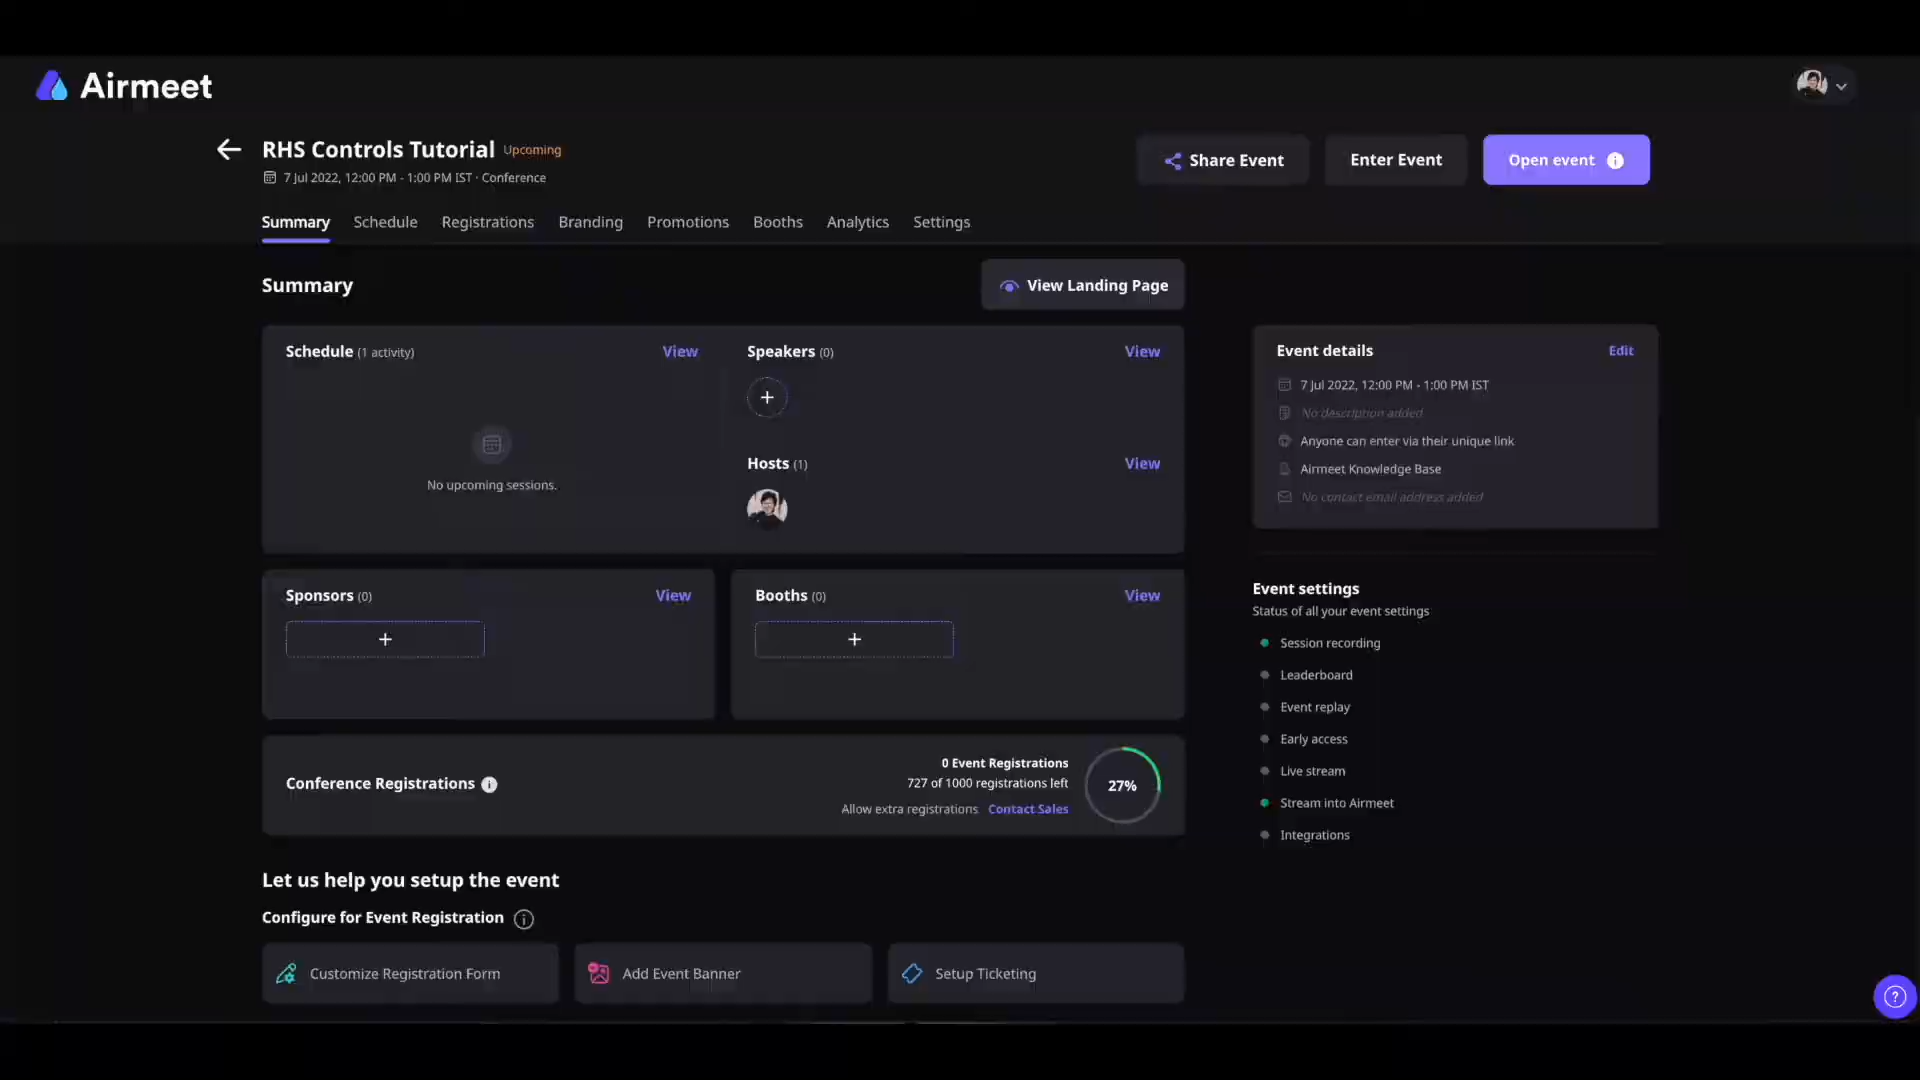 Airmeet
RHS Controls Tutorial Upcoming
7 Jul 2022, 12:00 PM - 1:00 PM IST · Conference
Share Event
Enter Event
Open event
Summary
Schedule
Registrations
Branding
Promotions
Booths
Analytics
Settings
Summary
View Landing Page
Schedule (1 activity)
View
No upcoming sessions.
Speakers (0)
View
Hosts (1)
View
Event details
Edit
7 Jul 2022, 12:00 PM - 1:00 PM IST
No description added
Anyone can enter via their unique link
Airmeet Knowledge Base
No contact email address added
Sponsors (0)
View
Booths (0)
View
Event settings
Status of all your event settings
Session recording
Leaderboard
Event replay
Early access
Live stream
Stream into Airmeet
Integrations
Conference Registrations
0 Event Registrations
727 of 1000 registrations left
Allow extra registrations Contact Sales
27%
Let us help you setup the event
Configure for Event Registration
Customize Registration Form
Add Event Banner
Setup Ticketing